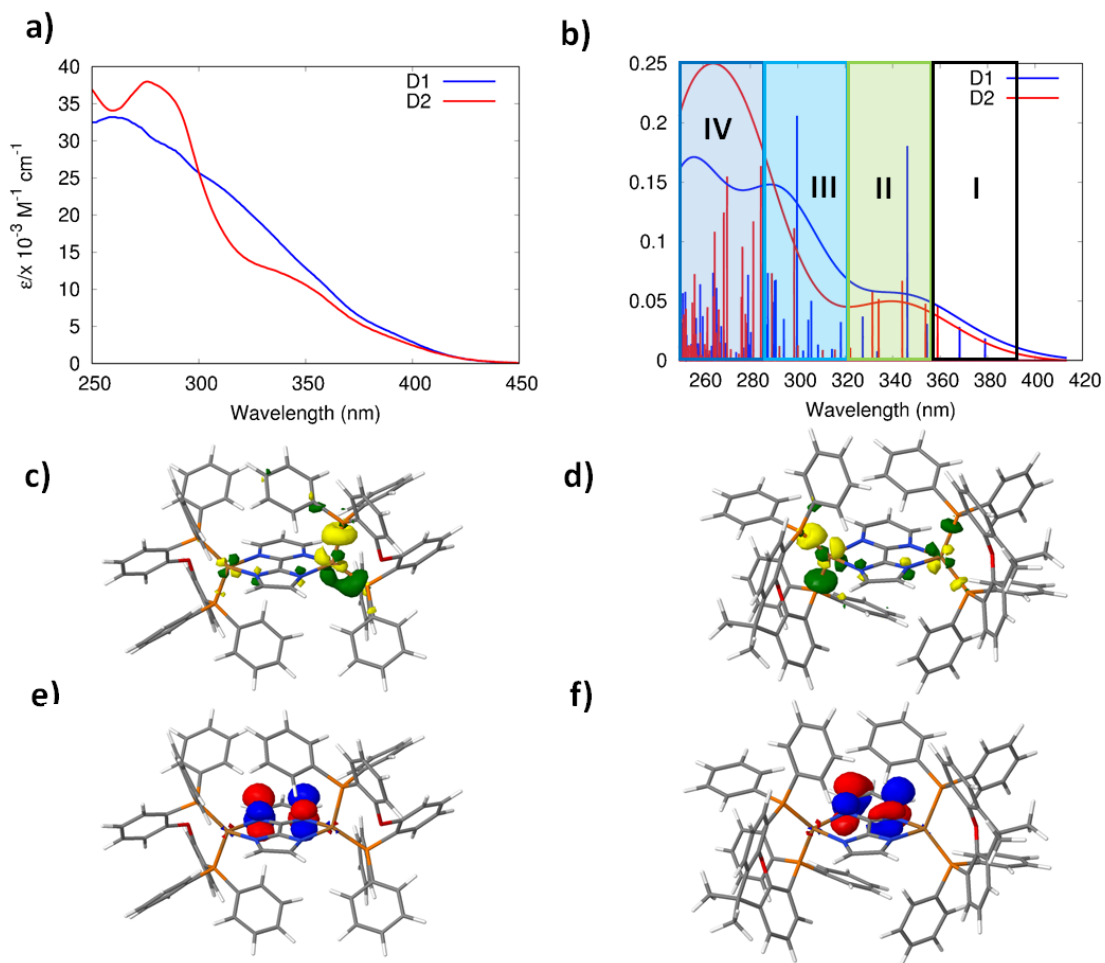 a)
b)
40
35
30
25
20
15
10
5
0
ε/x 10⁻³ M⁻¹ cm⁻¹
D1
D2
250 300 350 400 450
Wavelength (nm)
0.25
0.2
0.15
0.1
0.05
0
D1
D2
IV
III
II
I
260 280 300 320 340 360 380 400 420
Wavelength (nm)
c)
d)
e)
f)